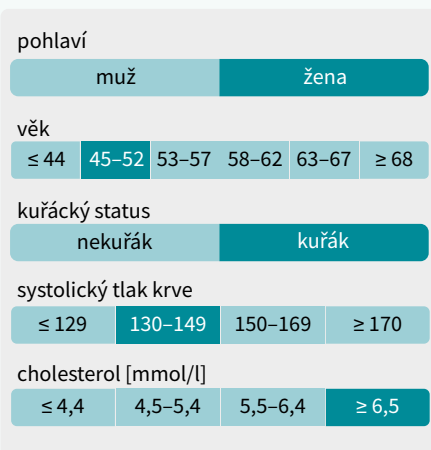 pohlaví
muž žena
věk
≤ 44 45–52 53–57 58–62 63–67 ≥ 68
kuřácký status
nekuřák kuřák
systolický tlak krve
≤ 129 130–149 150–169 ≥ 170
cholesterol [mmol/l]
≤ 4,4 4,5–5,4 5,5–6,4 ≥ 6,5